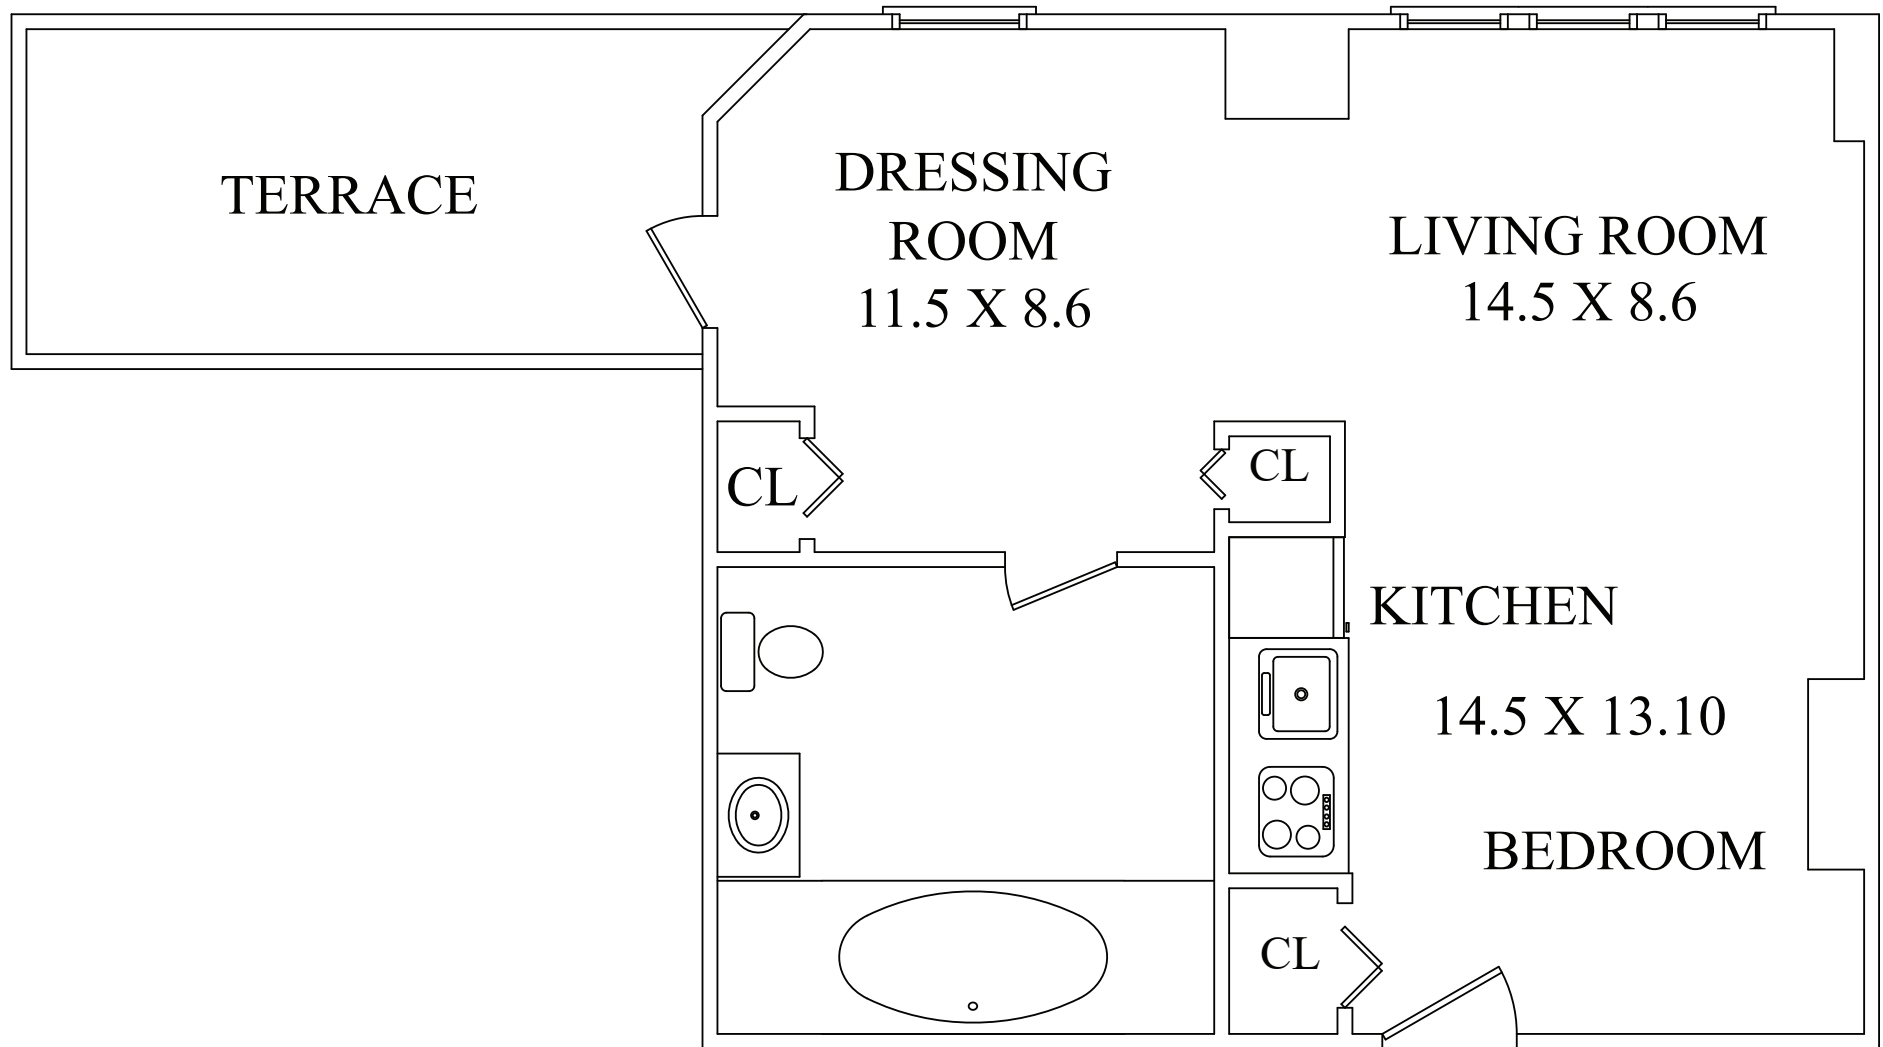 TERRACE
DRESSING
ROOM
11.5 X 8.6
LIVING ROOM
14.5 X 8.6
CL
CL
KITCHEN
14.5 X 13.10
BEDROOM
CL